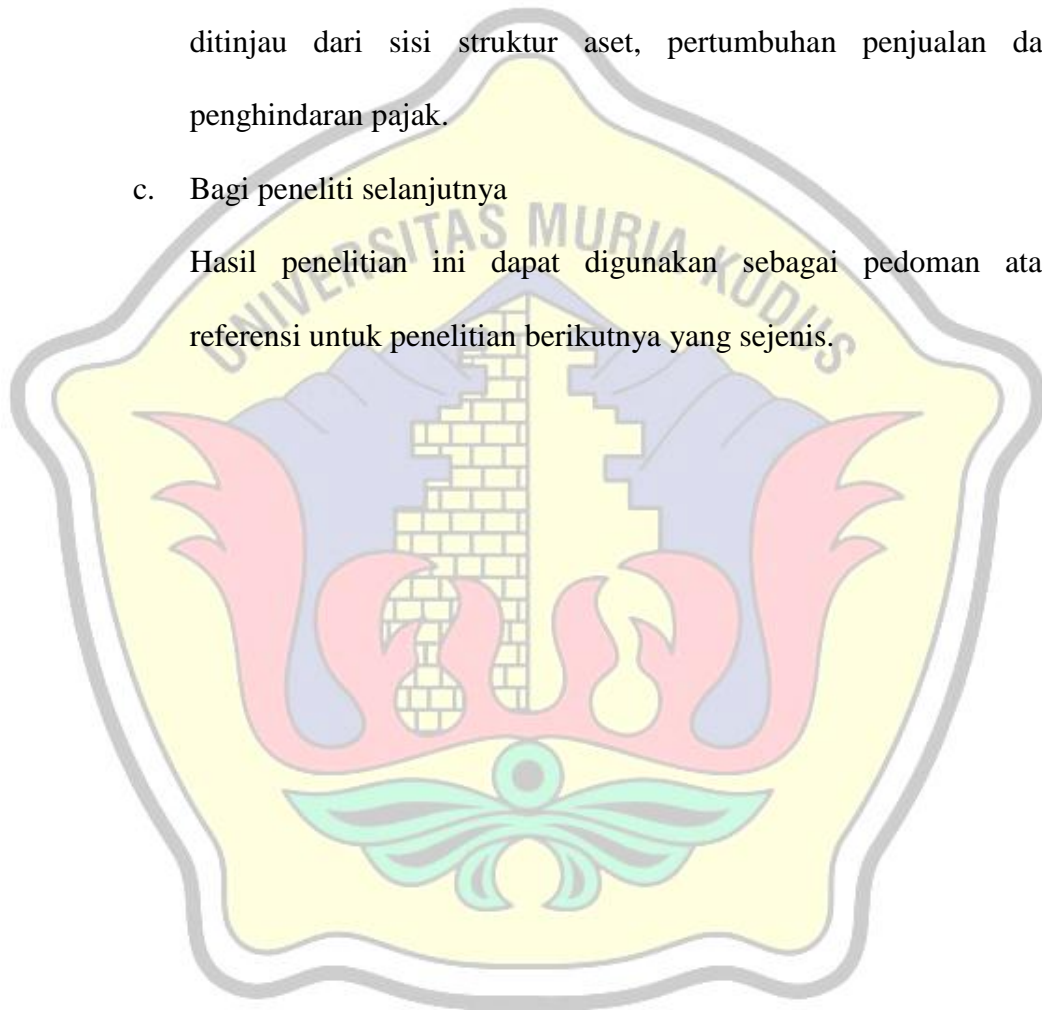 ditinjau dari sisi struktur aset, pertumbuhan penjualan da
penghindaran pajak.
c. Bagi peneliti selanjutnya
UNIVERSITAS MURIA KUDUS
Hasil penelitian ini dapat digunakan sebagai pedoman ata
referensi untuk penelitian berikutnya yang sejenis.